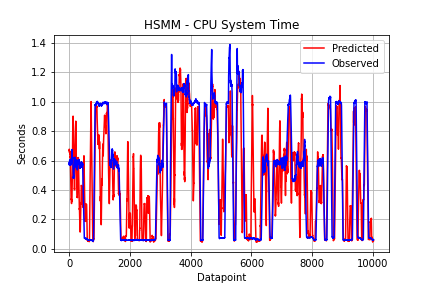 HSMM - CPU System Time
Predicted
Observed
1.4
1.2
1.0
0.8
0.6
0.4
0.2
0.0
Seconds
0 2000 4000 6000 8000 10000
Datapoint